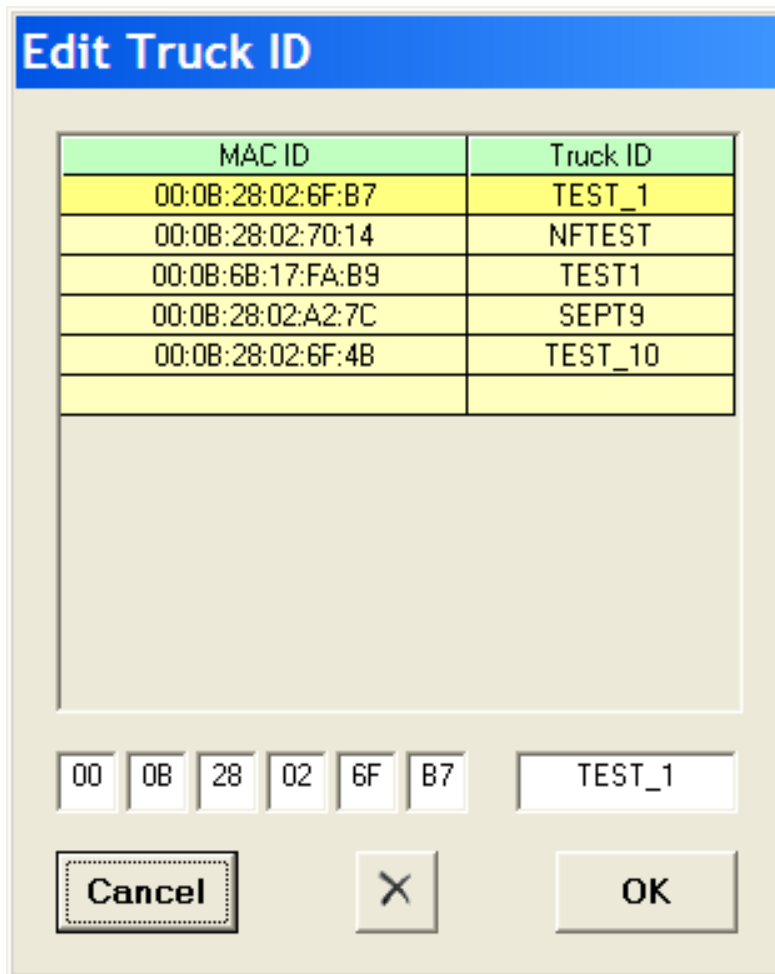 Edit Truck ID
MAC ID Truck ID
00:0B:28:02:6F:B7 TEST_1
00:0B:28:02:70:14 NFTEST
00:0B:6B:17:FA:B9 TEST1
00:0B:28:02:A2:7C SEPT9
00:0B:28:02:6F:4B TEST_10
00 0B 28 02 6F B7 TEST_1
Cancel OK